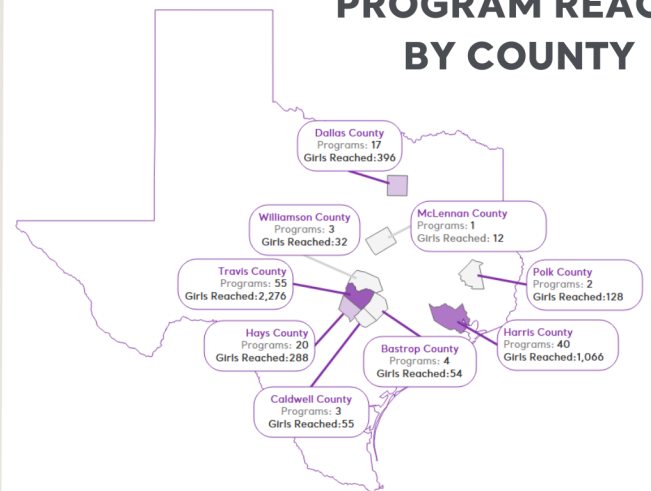 PROGRAM REAC
BY COUNTY
Dallas County
Programs: 17
Girls Reached:396
Williamson County
Programs: 3
Girls Reached:32
McLennan County
Programs: 1
Girls Reached: 12
Travis County
Programs: 55
Girls Reached:2,276
Polk County
Programs: 2
Girls Reached:128
Hays County
Programs: 20
Girls Reached:288
Harris County
Programs: 40
Girls Reached:1,066
Bastrop County
Programs: 4
Girls Reached:54
Caldwell County
Programs: 3
Girls Reached:55